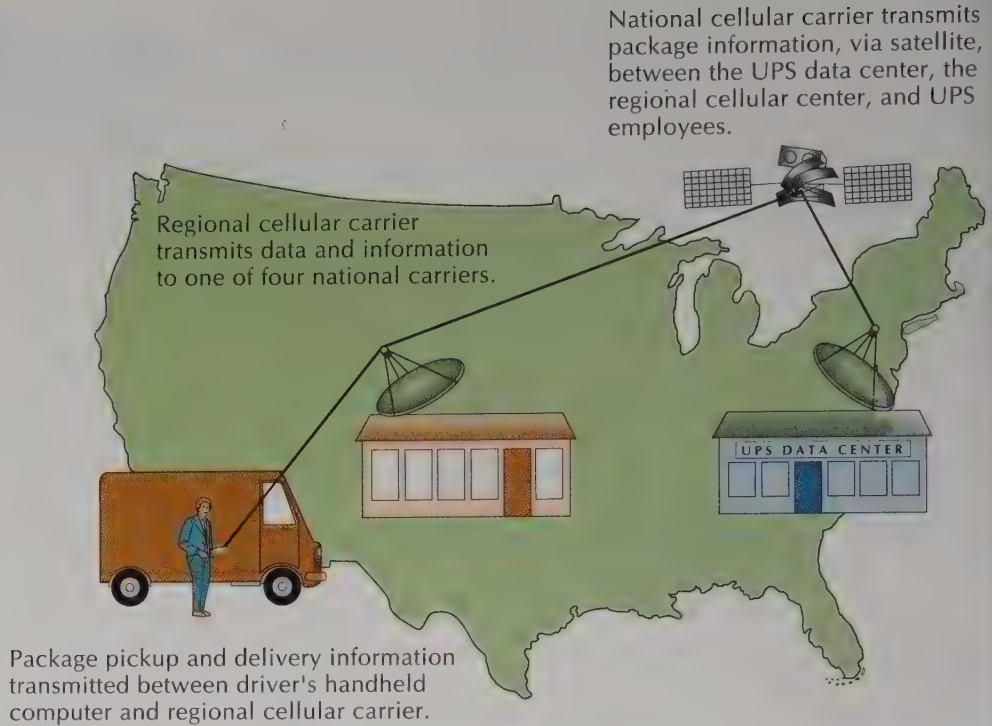 National cellular carrier transmits
package information, via satellite,
between the UPS data center, the
regional cellular center, and UPS
employees.
Regional cellular carrier
transmits data and information
to one of four national carriers.
UPS DATA CENTER
Package pickup and delivery information
transmitted between driver's handheld
computer and regional cellular carrier.